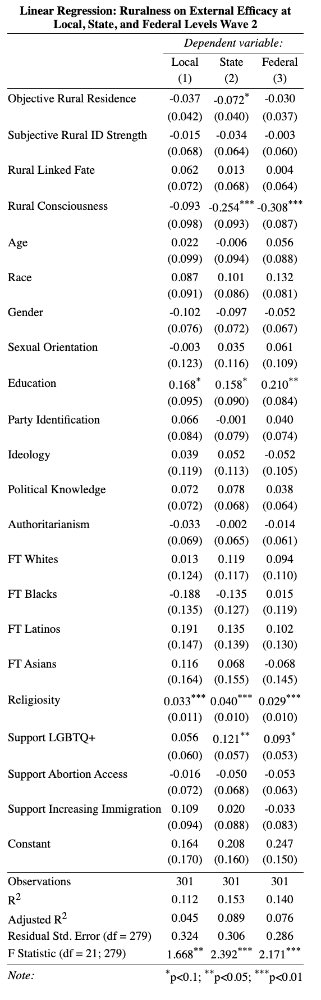 Linear Regression: Ruralness on External Efficacy at
Local, State, and Federal Levels Wave 2
Dependent variable:
Local State Federal
(1) (2) (3)
Objective Rural Residence -0.037 -0.072* -0.030
(0.042) (0.040) (0.037)
Subjective Rural ID Strength -0.015 -0.034 -0.003
(0.068) (0.064) (0.060)
Rural Linked Fate 0.062 0.013 0.004
(0.072) (0.068) (0.064)
Rural Consciousness -0.093 -0.254*** -0.308***
(0.098) (0.093) (0.087)
Age 0.022 -0.006 0.056
(0.099) (0.094) (0.088)
Race 0.087 0.101 0.132
(0.091) (0.086) (0.081)
Gender -0.102 -0.097 -0.052
(0.076) (0.072) (0.067)
Sexual Orientation -0.003 0.035 0.061
(0.123) (0.116) (0.109)
Education 0.168* 0.158* 0.210**
(0.095) (0.090) (0.084)
Party Identification 0.066 -0.001 0.040
(0.084) (0.079) (0.074)
Ideology 0.039 0.052 -0.052
(0.119) (0.113) (0.105)
Political Knowledge 0.072 0.078 0.038
(0.072) (0.068) (0.064)
Authoritarianism -0.033 -0.002 -0.014
(0.069) (0.065) (0.061)
FT Whites 0.013 0.119 0.094
(0.124) (0.117) (0.110)
FT Blacks -0.188 -0.135 0.015
(0.135) (0.127) (0.119)
FT Latinos 0.191 0.135 0.102
(0.147) (0.139) (0.130)
FT Asians 0.116 0.068 -0.068
(0.164) (0.155) (0.145)
Religiosity 0.033*** 0.040*** 0.029***
(0.011) (0.010) (0.010)
Support LGBTQ+ 0.056 0.121** 0.093*
(0.060) (0.057) (0.053)
Support Abortion Access -0.016 -0.050 -0.053
(0.072) (0.068) (0.063)
Support Increasing Immigration 0.109 0.020 -0.033
(0.094) (0.088) (0.083)
Constant 0.164 0.208 0.247
(0.170) (0.160) (0.150)
Observations 301 301 301
R2 0.112 0.153 0.140
Adjusted R2 0.045 0.089 0.076
Residual Std. Error (df = 279) 0.324 0.306 0.286
F Statistic (df = 21; 279) 1.668** 2.392*** 2.171***
Note: *p<0.1; **p<0.05; ***p<0.01